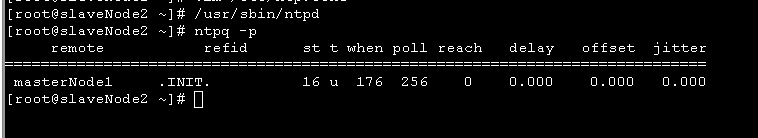 [root@slaveNode2 ~]# /usr/sbin/ntpd
[root@slaveNode2 ~]# ntpq -p
     remote           refid      st t when poll reach   delay   offset  jitter
==============================================================================
 masterNode1     .INIT.          16 u  176  256    0    0.000    0.000   0.000
[root@slaveNode2 ~]#